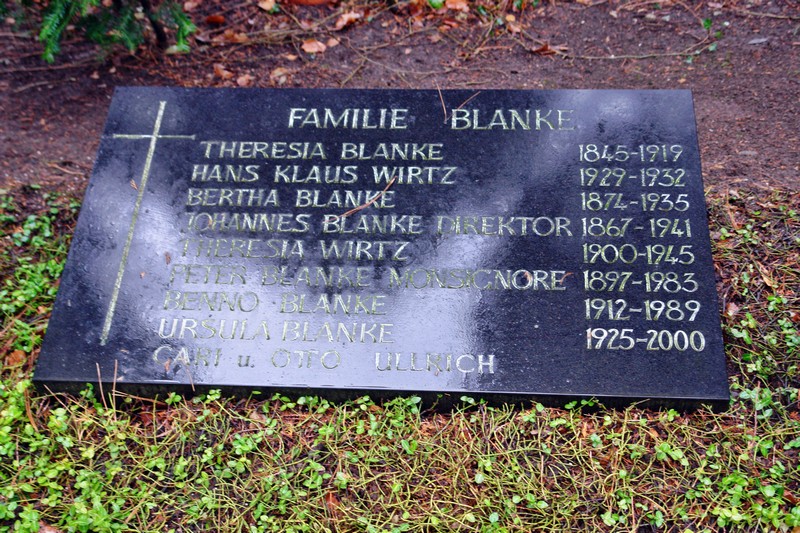 FAMILIE BLANKE
THERESIA BLANKE 1845-1919
HANS KLAUS WIRTZ 1929-1932
BERTHA BLANKE 1874-1935
JOHANNES BLANKE DIREKTOR 1867-1941
THERESIA WIRTZ 1900-1945
PETER BLANKE MONSIGNORE 1897-1983
BENNO BLANKE 1912-1989
URSULA BLANKE 1925-2000
CARL u. OTTO ULLRICH